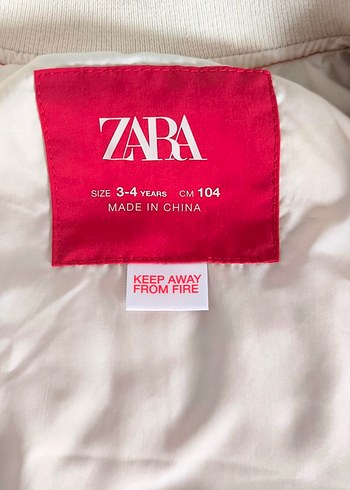 ZARA
SIZE 3-4 YEARS CM 104
MADE IN CHINA
KEEP AWAY
FROM FIRE